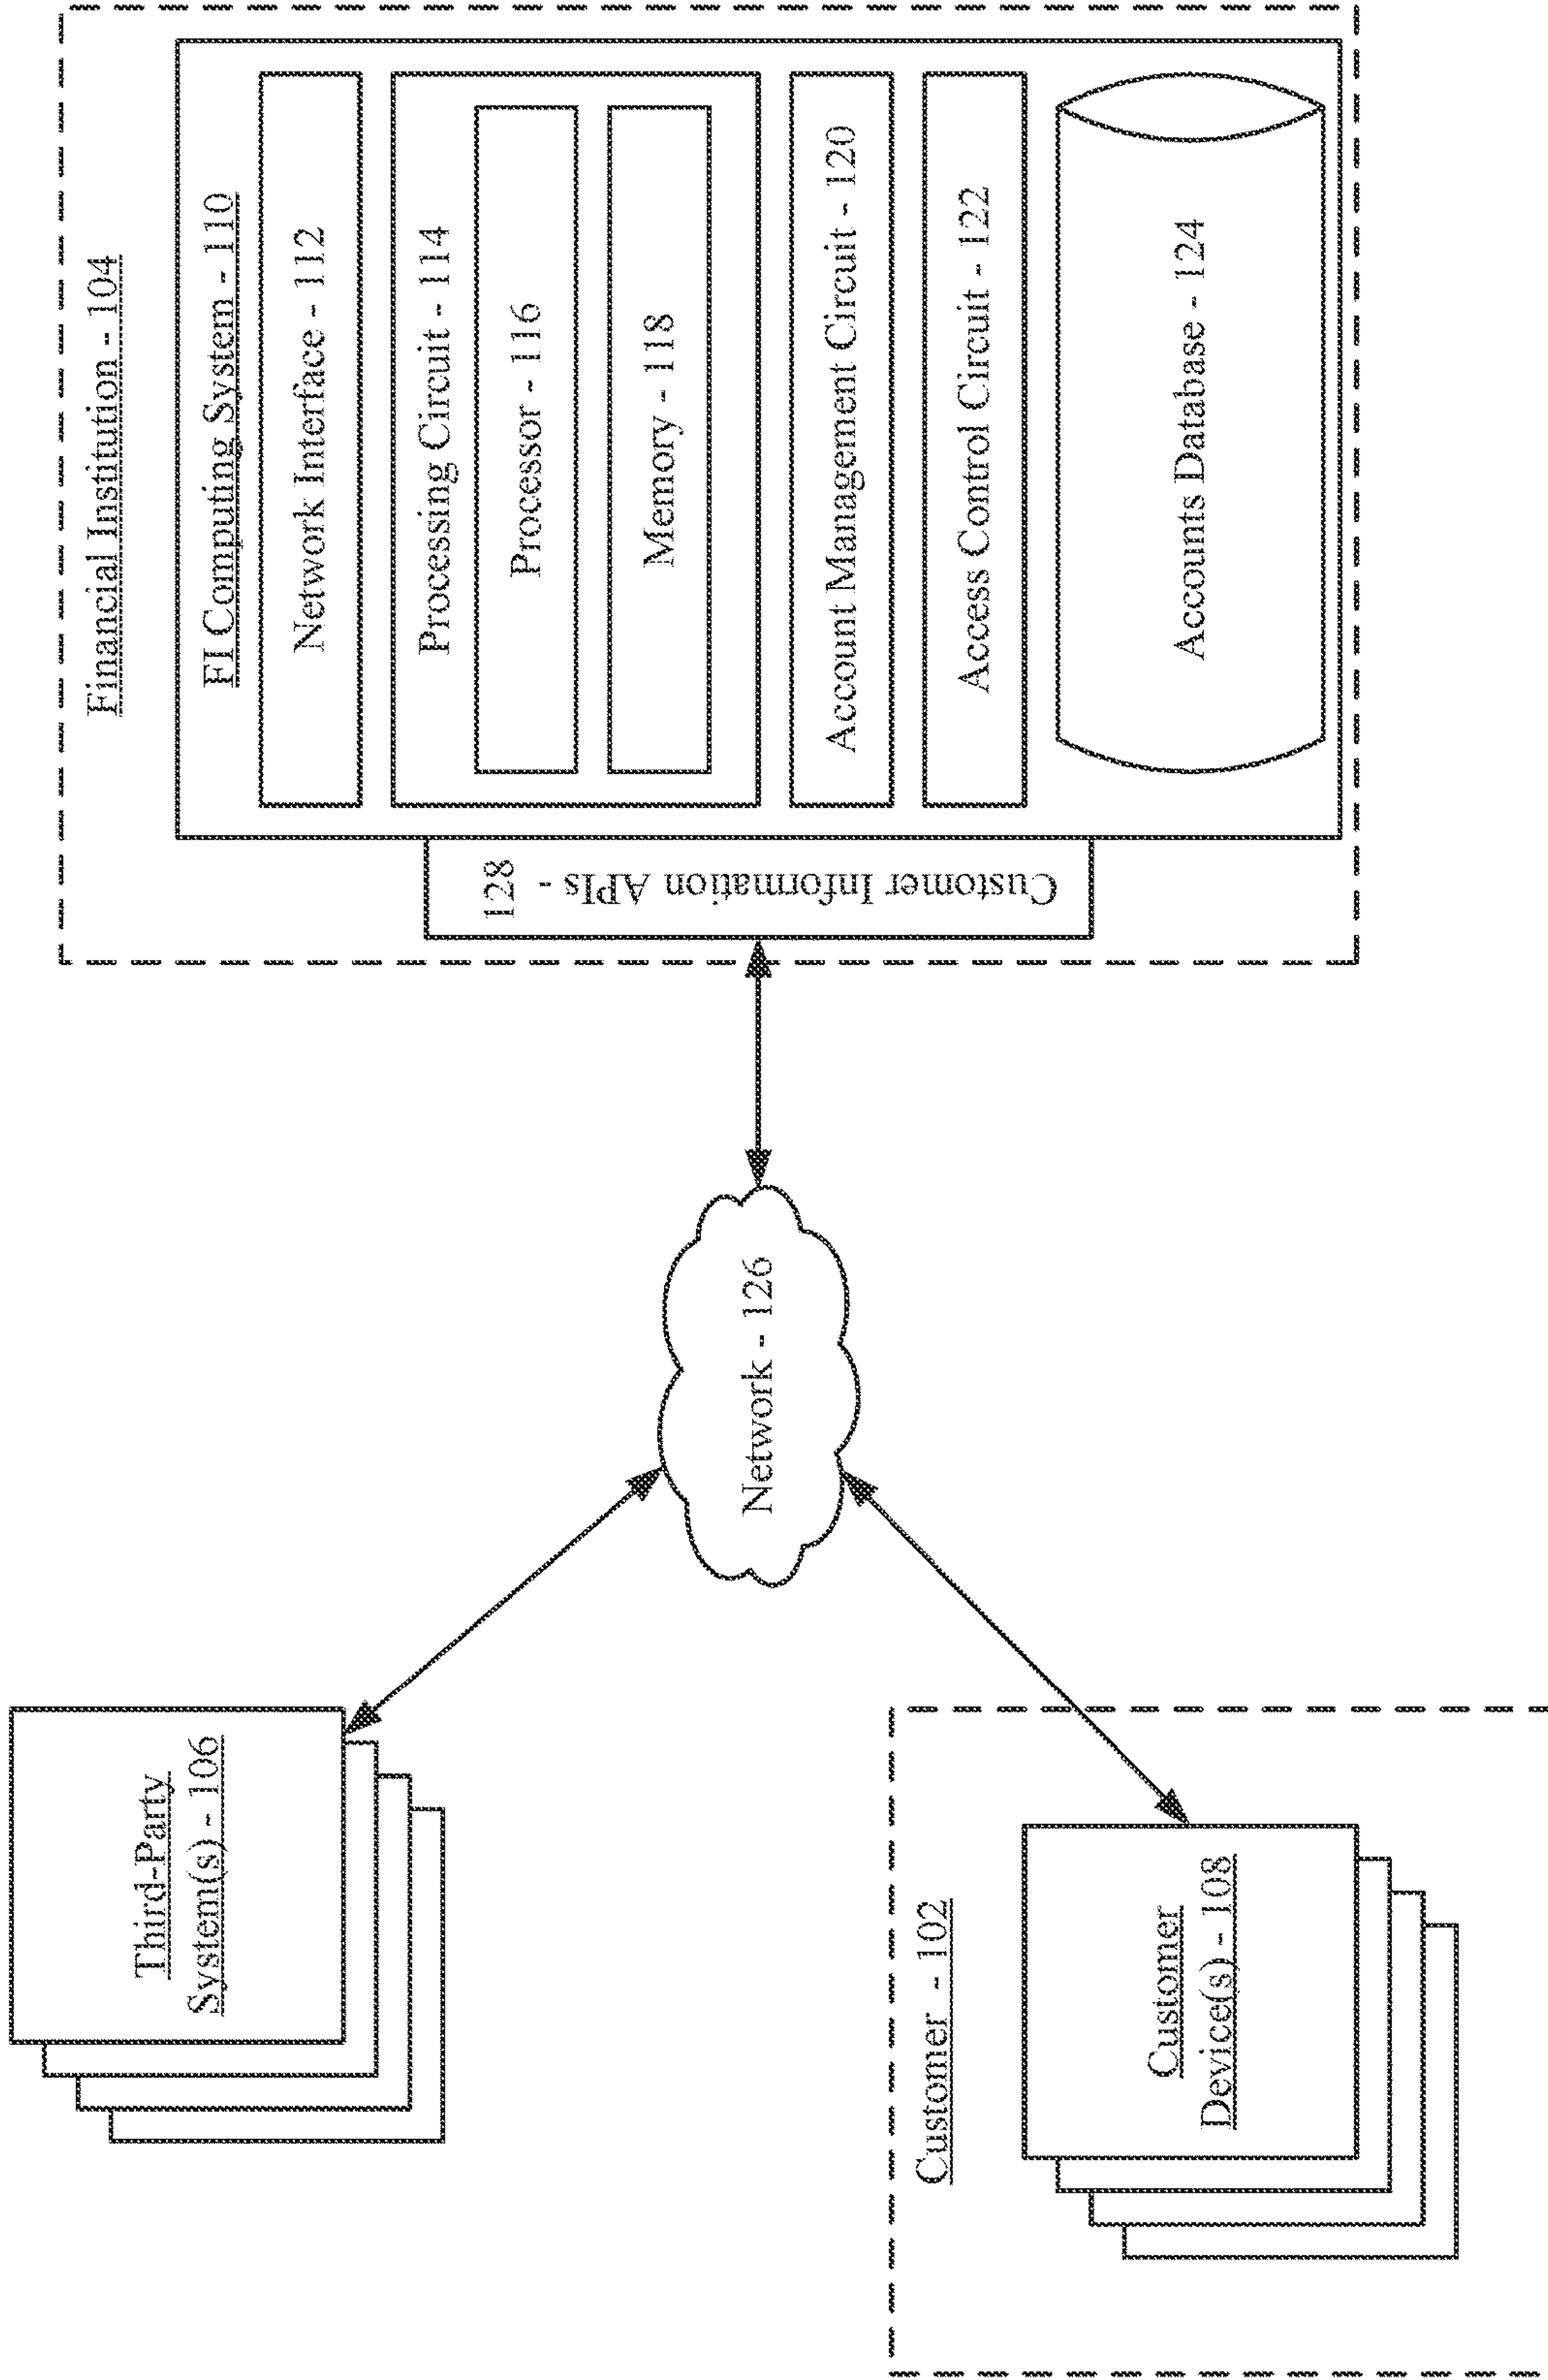 Third-Party
System(s) - 106
Customer - 102
Customer
Device(s) - 108
Network - 126
Financial Institution - 104
Customer Information APIs -
128
FI Computing System - 110
Network Interface - 112
Processing Circuit - 114
Processor - 116
Memory - 118
Account Management Circuit - 120
Access Control Circuit - 122
Accounts Database - 124